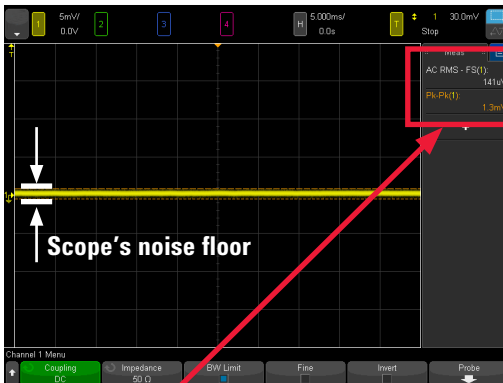 1 5mV/ 0.0V 2 3 4 H 5.000ms/ 0.0s T 1 30.0mV Stop
Meas
AC RMS - FS(1):
141u
Pk-Pk(1):
1.3m
Scope's noise floor
Channel 1 Menu
Coupling DC
Impedance 50 Ω
BW Limit
Fine
Invert
Probe